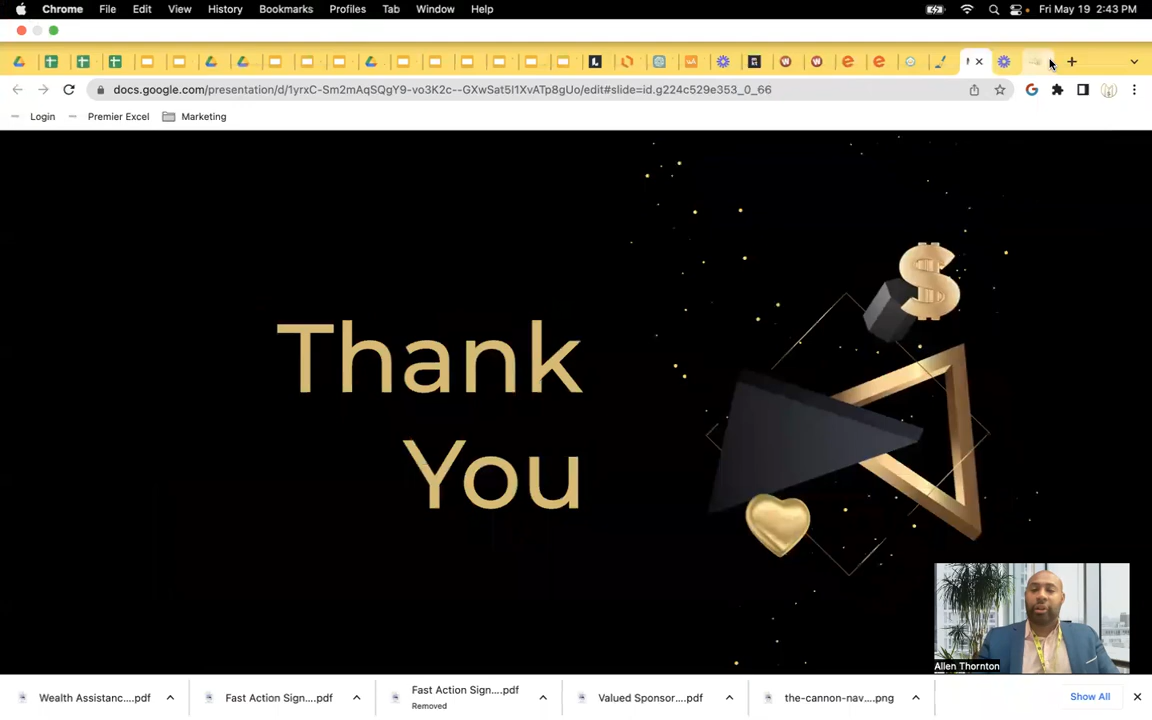 Chrome File Edit View History Bookmarks Profiles Tab Window Help Fri May 19 2:43 PM
docs.google.com/presentation/d/1yrxC-Sm2mAqSQgY9-vo3K2c--GXwSat5I1XvATp8gUo/edit#slide=id.g224c529e353_0_66
Login Premier Excel Marketing
Thank
You
$
Allen Thornton
Wealth Assistanc....pdf Fast Action Sign....pdf Fast Action Sign....pdf Valued Sponsor....pdf the-cannon-nav....png Show All
Removed